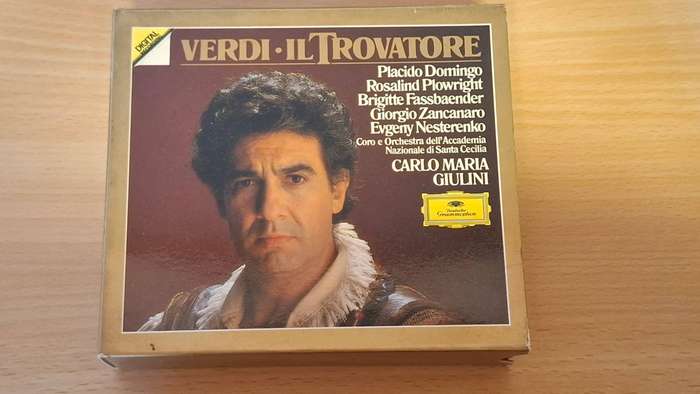 DIGITAL
VERDI · IL TROVATORE
Placido Domingo
Rosalind Plowright
Brigitte Fassbaender
Giorgio Zancanaro
Evgeny Nesterenko
Coro e Orchestra dell'Accademia
Nazionale di Santa Cecilia
CARLO MARIA
GIULINI
Deutsche
Grammophon